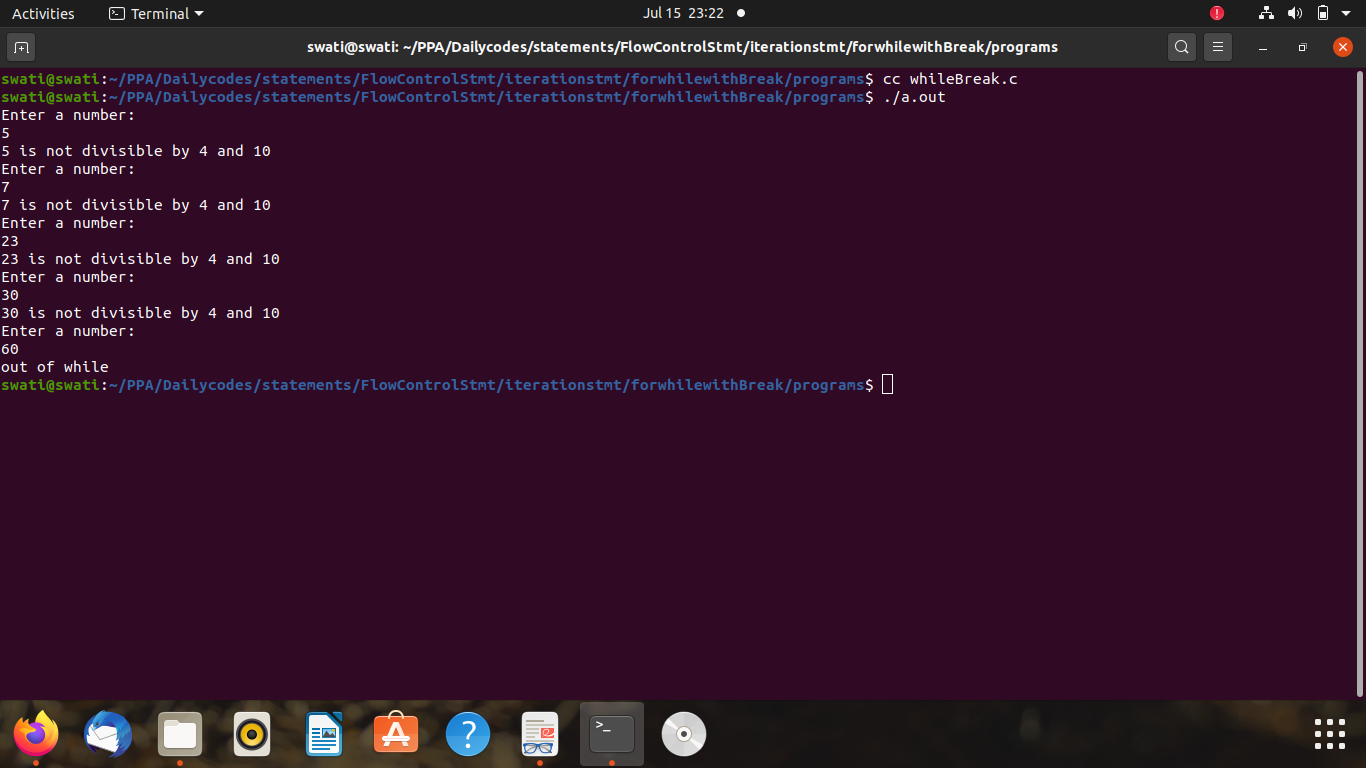 Activities Terminal Jul 15 23:22
swati@swati: ~/PPA/Dailycodes/statements/FlowControlStmt/iterationstmt/forwhilewithBreak/programs
swati@swati:~/PPA/Dailycodes/statements/FlowControlStmt/iterationstmt/forwhilewithBreak/programs$ cc whileBreak.c
swati@swati:~/PPA/Dailycodes/statements/FlowControlStmt/iterationstmt/forwhilewithBreak/programs$ ./a.out
Enter a number:
5
5 is not divisible by 4 and 10
Enter a number:
7
7 is not divisible by 4 and 10
Enter a number:
23
23 is not divisible by 4 and 10
Enter a number:
30
30 is not divisible by 4 and 10
Enter a number:
60
out of while
swati@swati:~/PPA/Dailycodes/statements/FlowControlStmt/iterationstmt/forwhilewithBreak/programs$